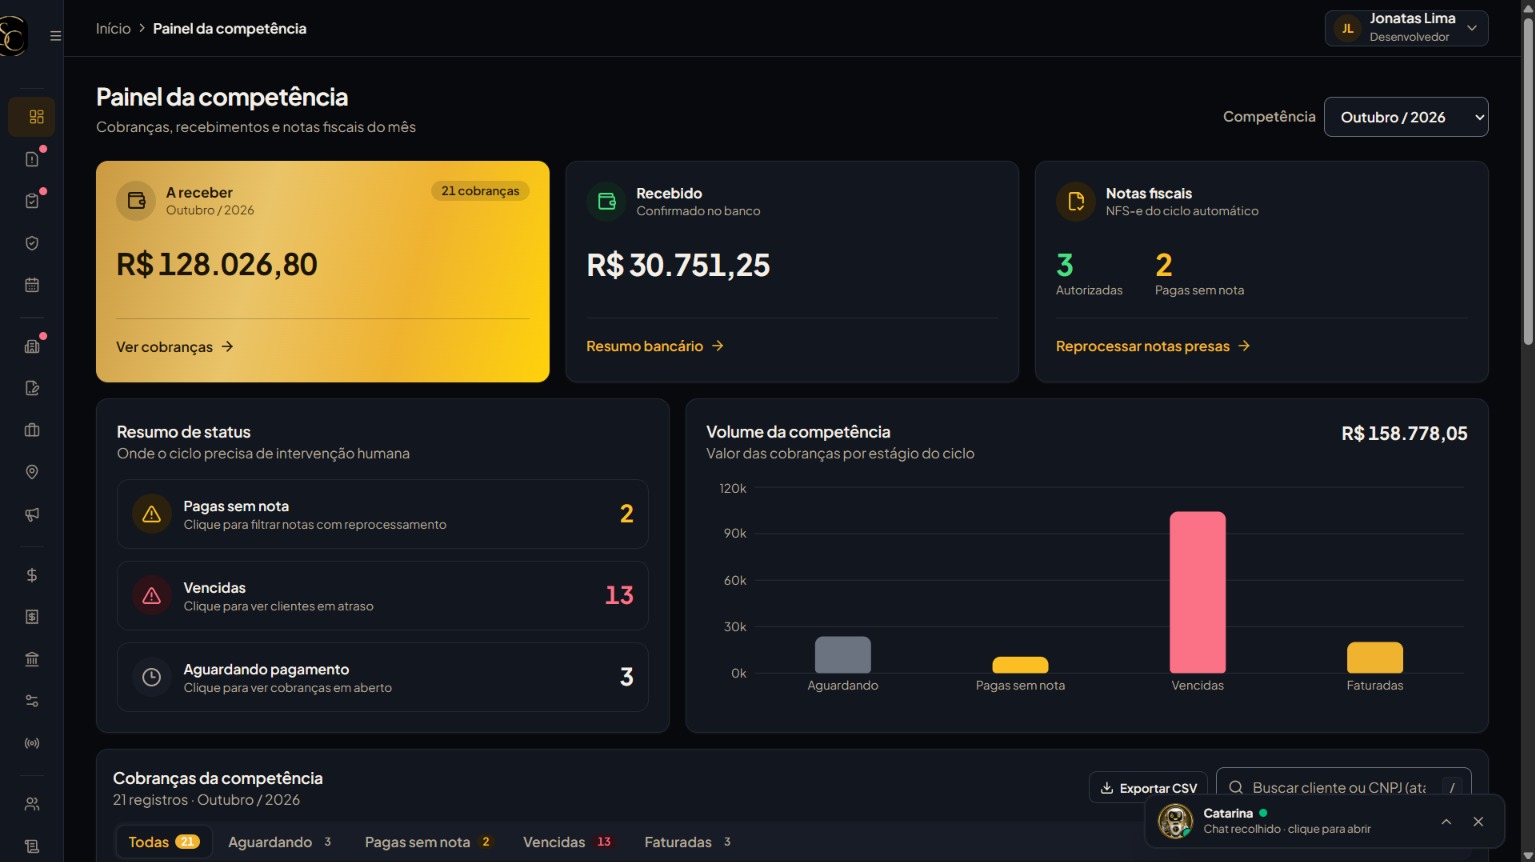 SC
Início > Painel da competência
JL
Jonatas Lima
Desenvolvedor
Painel da competência
Cobranças, recebimentos e notas fiscais do mês
Competência
Outubro / 2026
A receber
Outubro / 2026
21 cobranças
R$ 128.026,80
Ver cobranças →
Recebido
Confirmado no banco
R$ 30.751,25
Resumo bancário →
Notas fiscais
NFS-e do ciclo automático
3
Autorizadas
2
Pagas sem nota
Reprocessar notas presas →
Resumo de status
Onde o ciclo precisa de intervenção humana
Pagas sem nota
Clique para filtrar notas com reprocessamento
2
Vencidas
Clique para ver clientes em atraso
13
Aguardando pagamento
Clique para ver cobranças em aberto
3
Volume da competência
Valor das cobranças por estágio do ciclo
R$ 158.778,05
120k
90k
60k
30k
0k
Aguardando
Pagas sem nota
Vencidas
Faturadas
Cobranças da competência
21 registros · Outubro / 2026
Exportar CSV
Buscar cliente ou CNPJ (ata
/
Todas 21
Aguardando 3
Pagas sem nota 2
Vencidas 13
Faturadas 3
Catarina
Chat recolhido · clique para abrir